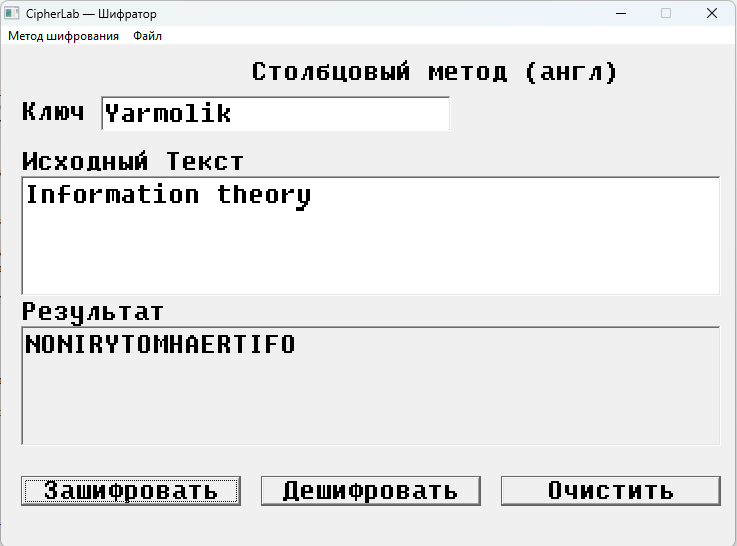 CipherLab — Шифратор
Метод шифрования Файл
Столбцовый метод (англ)
Ключ Yarmolik
Исходный Текст
Information theory
Результат
NONIRYTOMHAERTIFO
Зашифровать Дешифровать Очистить